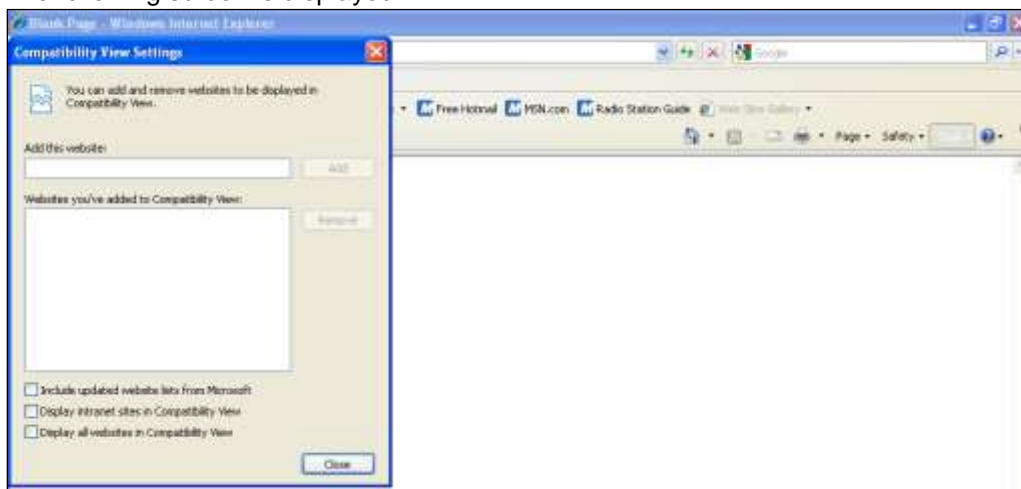 Blank Page - Windows Internet Explorer
Compatibility View Settings
Google
You can add and remove websites to be displayed in
Compatibility View.
Free Hotmail MSN.com Radio Station Guide Web Slice Gallery
Page Safety
Add this website:
Add
Websites you've added to Compatibility View:
Remove
Include updated website lists from Microsoft
Display intranet sites in Compatibility View
Display all websites in Compatibility View
Close